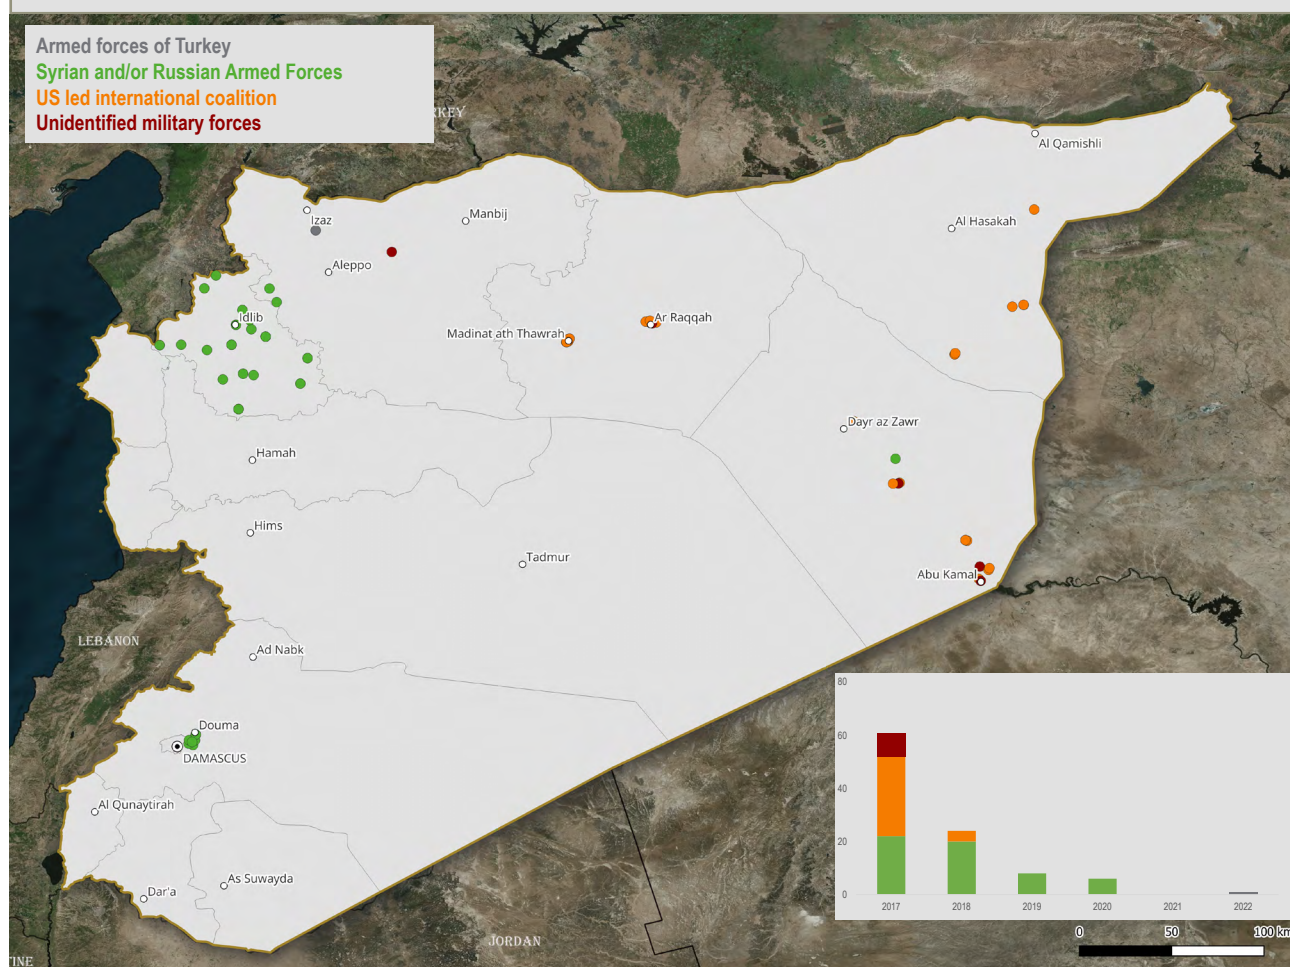 Armed forces of Turkey
Syrian and/or Russian Armed Forces
US led international coalition
Unidentified military forces
RKEY
Al Qamishli
Izaz
Manbij
Al Hasakah
Aleppo
Idlib
Ar Raqqah
Madinat ath Thawrah
Dayr az Zawr
Hamah
Hims
Tadmur
Abu Kamal
LEBANON
Ad Nabk
Douma
DAMASCUS
Al Qunaytirah
As Suwayda
Dar'a
JORDAN
TINE
80
60
40
20
0
2017 2018 2019 2020 2021 2022
0 50 100 km